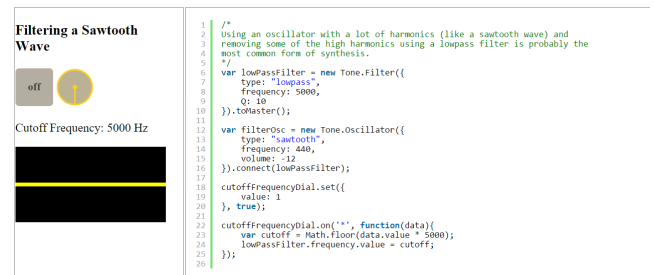 Filtering a Sawtooth
Wave
off
Cutoff Frequency: 5000 Hz
1 /*
2 Using an oscillator with a lot of harmonics (like a sawtooth wave) and
3 removing some of the high harmonics using a lowpass filter is probably the
4 most common form of synthesis.
5 */
6 var lowPassFilter = new Tone.Filter({
7     type: "lowpass",
8     frequency: 5000,
9     Q: 10
10 }).toMaster();
11
12 var filterOsc = new Tone.Oscillator({
13     type: "sawtooth",
14     frequency: 440,
15     volume: -12
16 }).connect(lowPassFilter);
17
18 cutoffFrequencyDial.set({
19     value: 1
20 }, true);
21
22 cutoffFrequencyDial.on('*', function(data){
23     var cutoff = Math.floor(data.value * 5000);
24     lowPassFilter.frequency.value = cutoff;
25 });
26